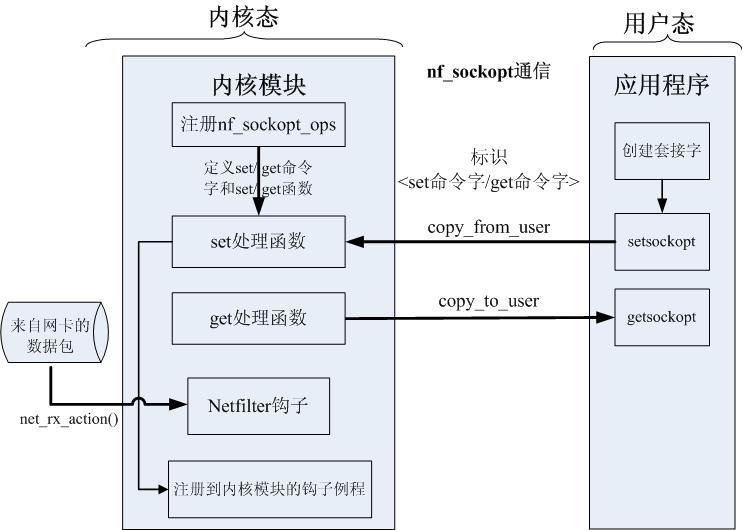 内核态
用户态
内核模块
nf_sockopt通信
应用程序
注册nf_sockopt_ops
创建套接字
定义set/ get命令
字和set/ get函数
标识
<set命令字/get命令字>
set处理函数
copy_from_user
setsockopt
get处理函数
copy_to_user
getsockopt
来自网卡的
数据包
Netfilter钩子
net_rx_action()
注册到内核模块的钩子例程